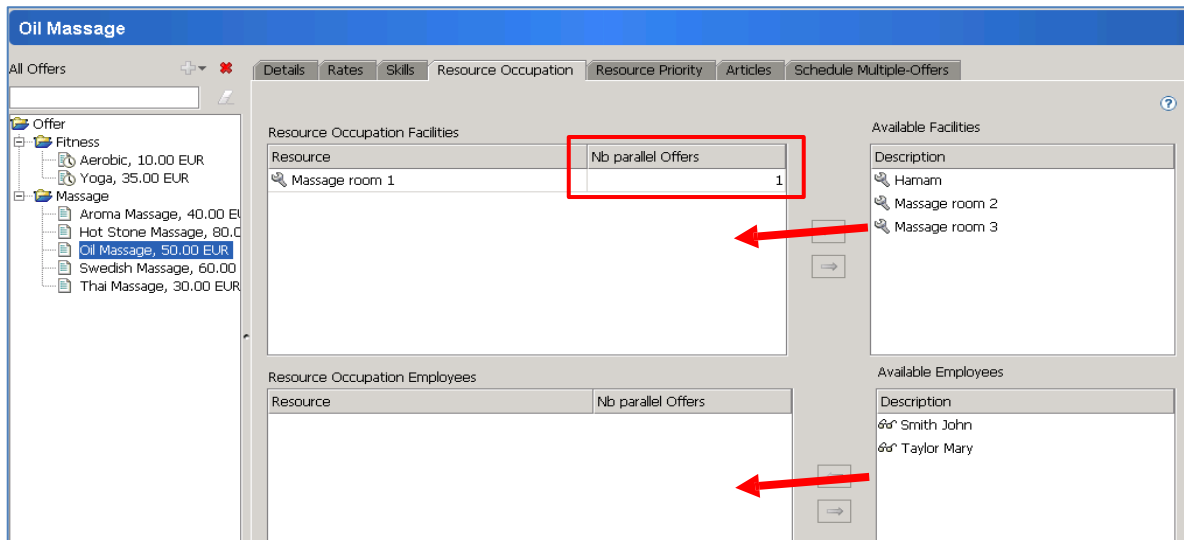 Oil Massage
All Offers
Details Rates Skills Resource Occupation Resource Priority Articles Schedule Multiple-Offers
Offer
Fitness
Aerobic, 10.00 EUR
Yoga, 35.00 EUR
Massage
Aroma Massage, 40.00 EU
Hot Stone Massage, 80.0
Oil Massage, 50.00 EUR
Swedish Massage, 60.00
Thai Massage, 30.00 EUR
Resource Occupation Facilities
Resource Nb parallel Offers
Massage room 1 1
Available Facilities
Description
Hamam
Massage room 2
Massage room 3
Resource Occupation Employees
Resource Nb parallel Offers
Available Employees
Description
Smith John
Taylor Mary